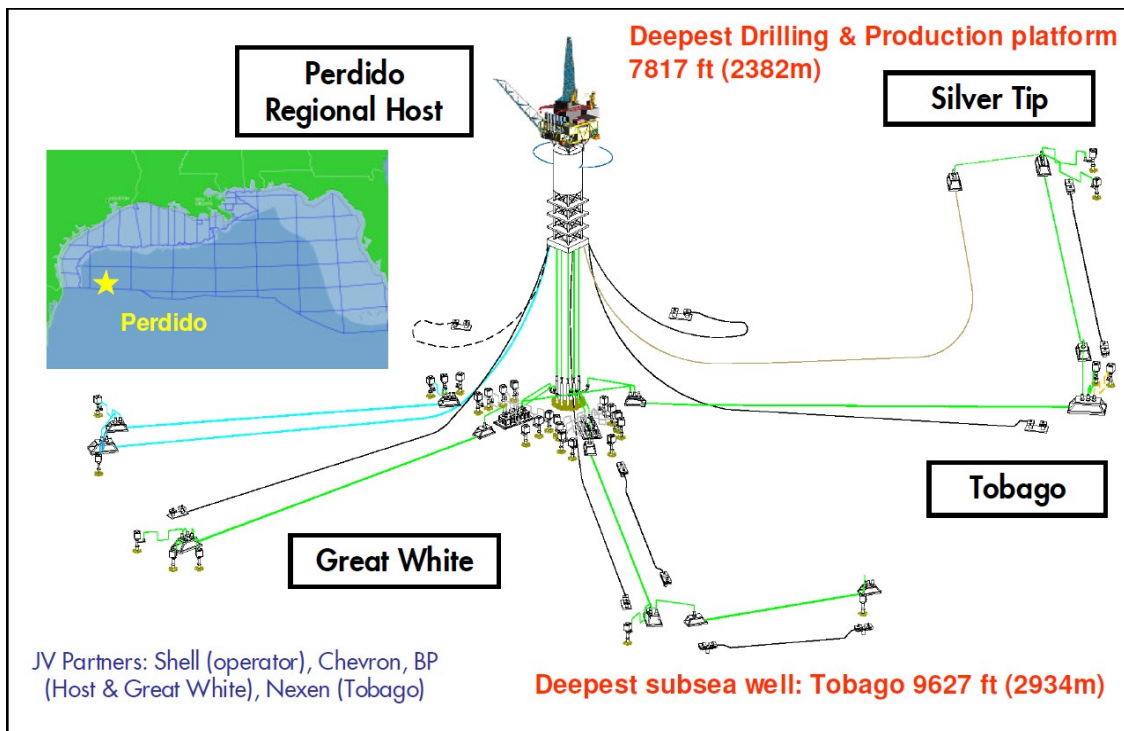 Deepest Drilling & Production platform
7817 ft (2382m)
Perdido
Regional Host
Silver Tip
Perdido
Tobago
Great White
JV Partners: Shell (operator), Chevron, BP
(Host & Great White), Nexen (Tobago)
Deepest subsea well: Tobago 9627 ft (2934m)